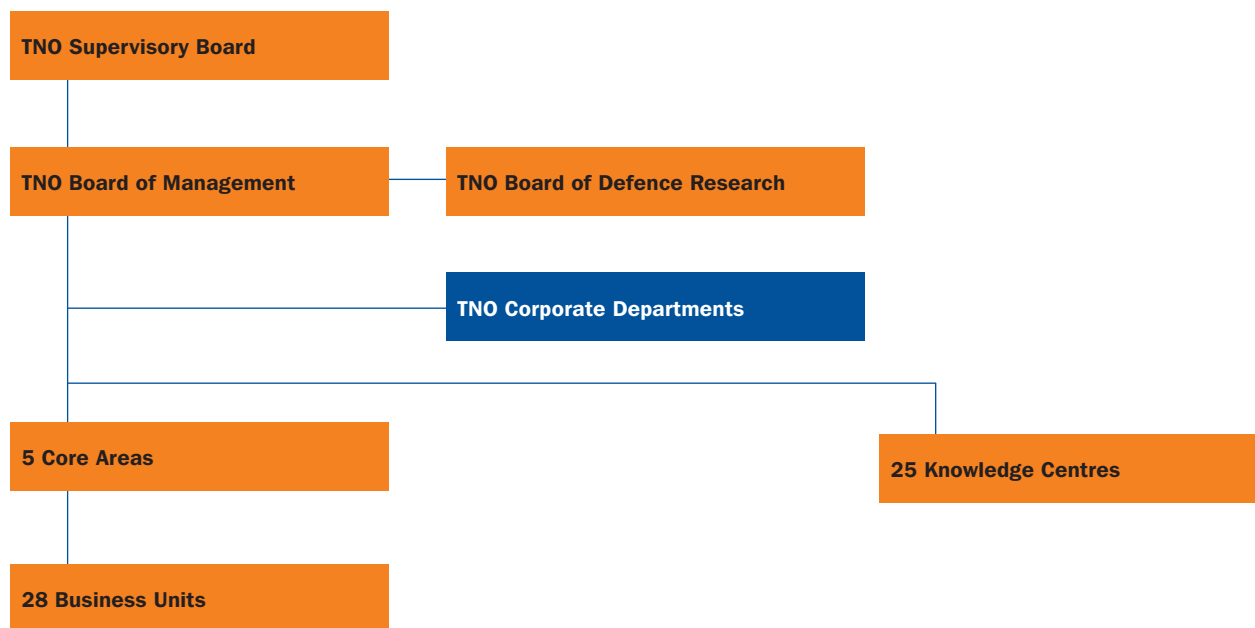 TNO Supervisory Board
TNO Board of Management
TNO Board of Defence Research
TNO Corporate Departments
5 Core Areas
25 Knowledge Centres
28 Business Units